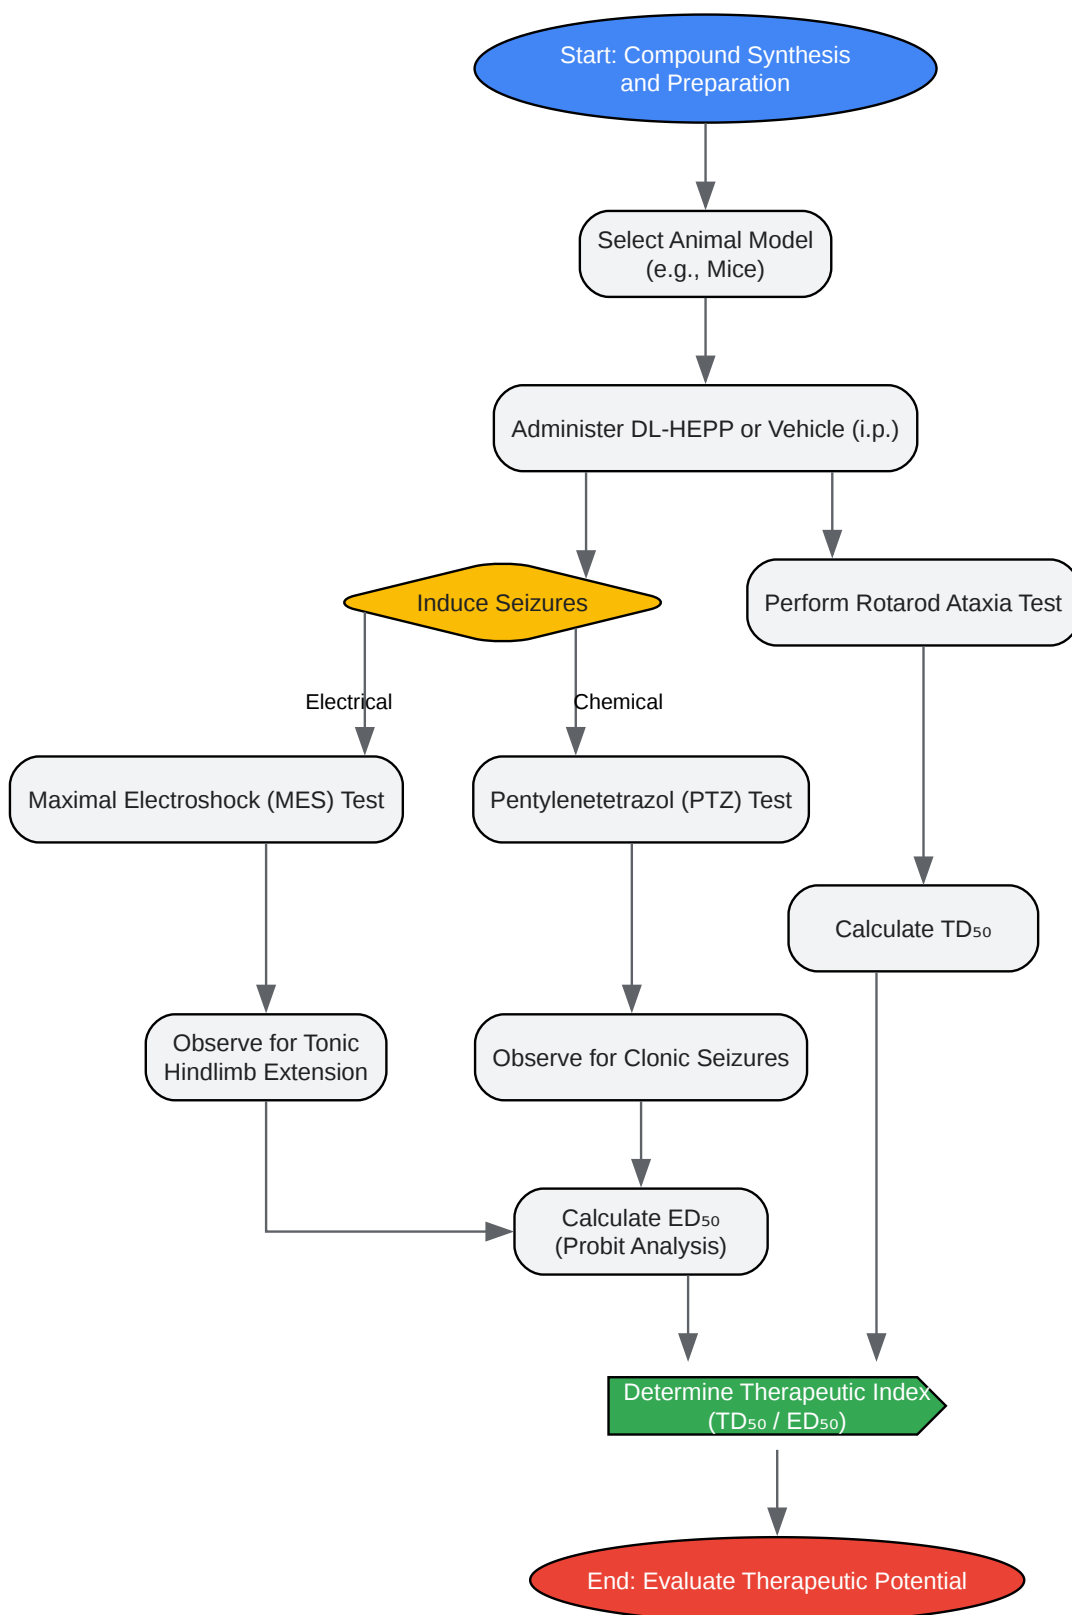 Start: Compound Synthesis
and Preparation
Select Animal Model
(e.g., Mice)
Administer DL-HEPP or Vehicle (i.p.)
Induce Seizures
Perform Rotarod Ataxia Test
Electrical
Chemical
Maximal Electroshock (MES) Test
Pentylenetetrazol (PTZ) Test
Calculate TD₅₀
Observe for Tonic
Hindlimb Extension
Observe for Clonic Seizures
Calculate ED₅₀
(Probit Analysis)
Determine Therapeutic Index
(TD₅₀ / ED₅₀)
End: Evaluate Therapeutic Potential